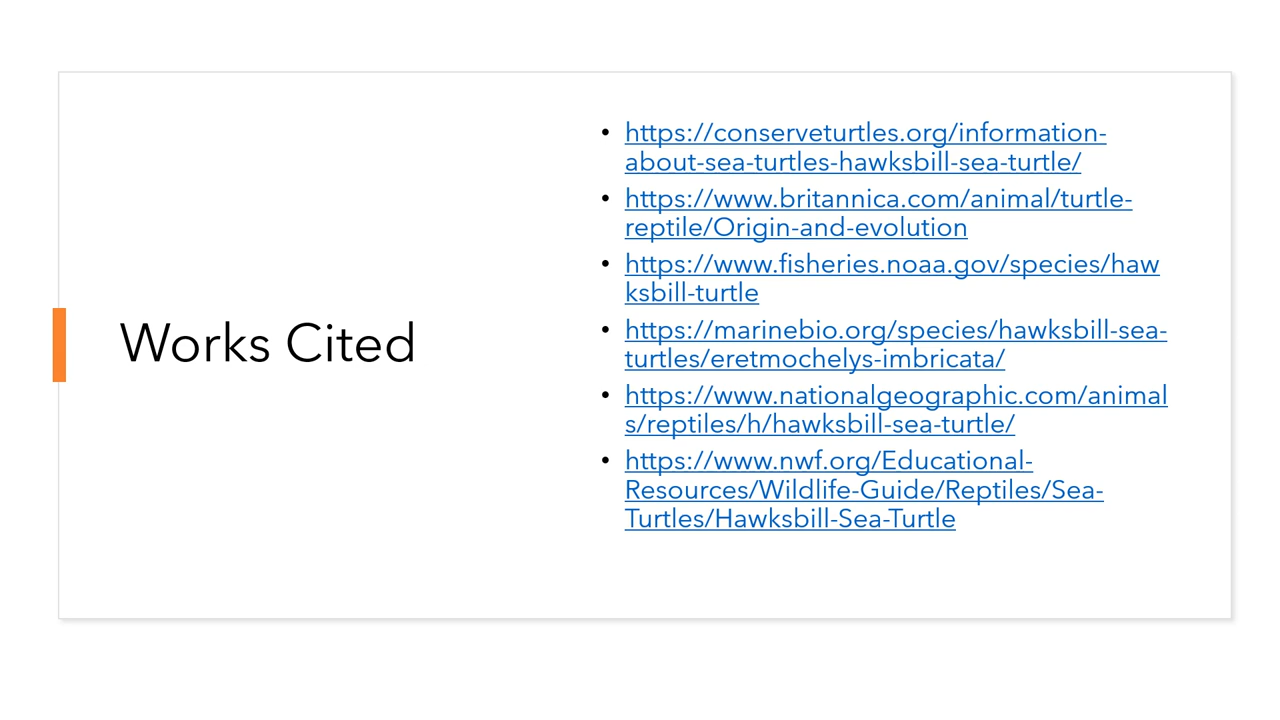 Works Cited
• https://conserveturtles.org/information-
about-sea-turtles-hawksbill-sea-turtle/
• https://www.britannica.com/animal/turtle-
reptile/Origin-and-evolution
• https://www.fisheries.noaa.gov/species/haw
ksbill-turtle
• https://marinebio.org/species/hawksbill-sea-
turtles/eretmochelys-imbricata/
• https://www.nationalgeographic.com/animal
s/reptiles/h/hawksbill-sea-turtle/
• https://www.nwf.org/Educational-
Resources/Wildlife-Guide/Reptiles/Sea-
Turtles/Hawksbill-Sea-Turtle